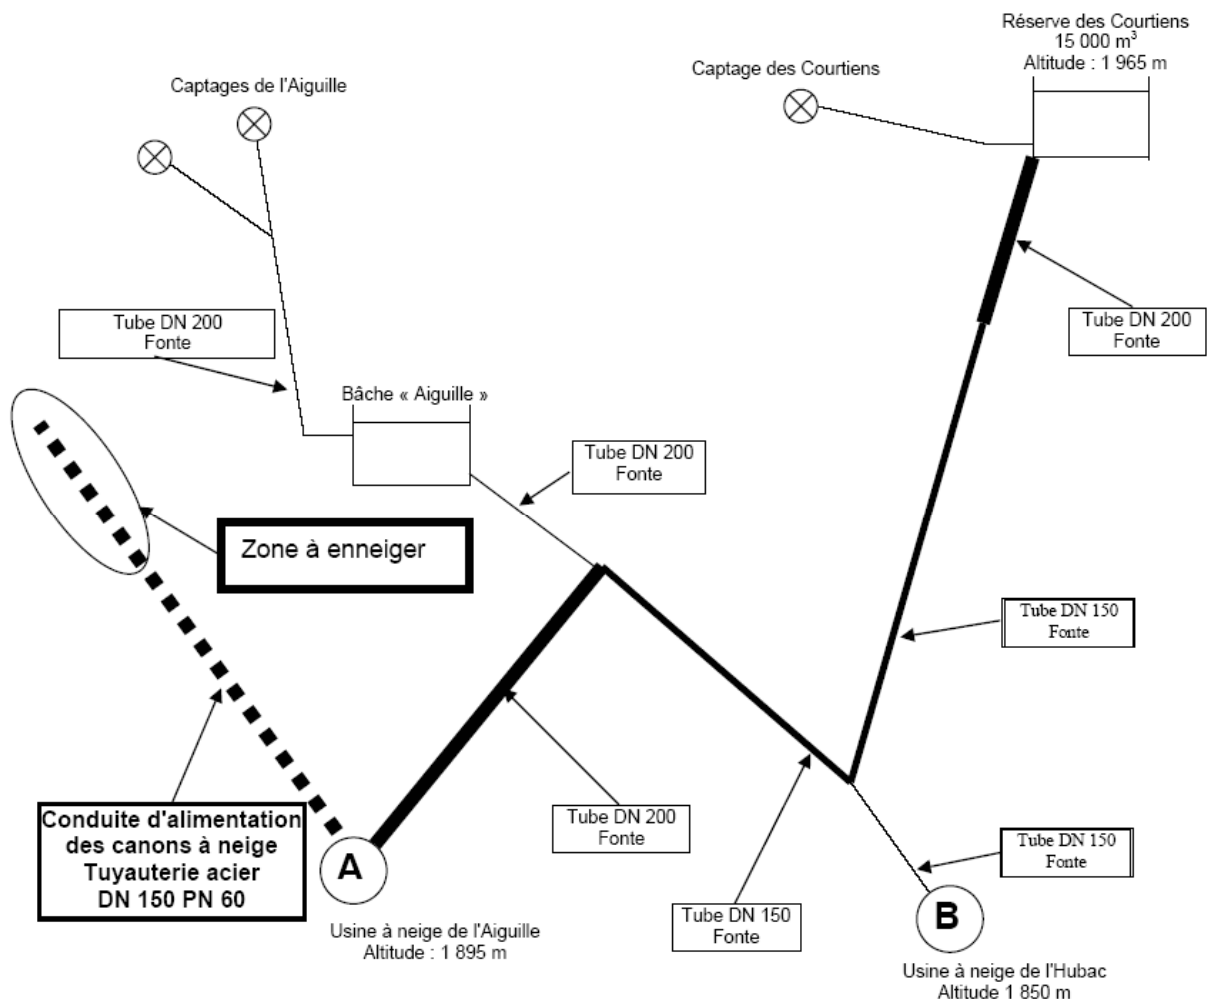 Réserve des Courtiens
15 000 m³
Altitude : 1 965 m
Captage des Courtiens
Captages de l'Aiguille
Tube DN 200
Fonte
Tube DN 200
Fonte
Bâche « Aiguille »
Tube DN 200
Fonte
Zone à enneiger
Tube DN 150
Fonte
Conduite d'alimentation
des canons à neige
Tuyauterie acier
DN 150 PN 60
Tube DN 200
Fonte
Tube DN 150
Fonte
A
B
Tube DN 150
Fonte
Usine à neige de l'Aiguille
Altitude : 1 895 m
Usine à neige de l'Hubac
Altitude 1 850 m